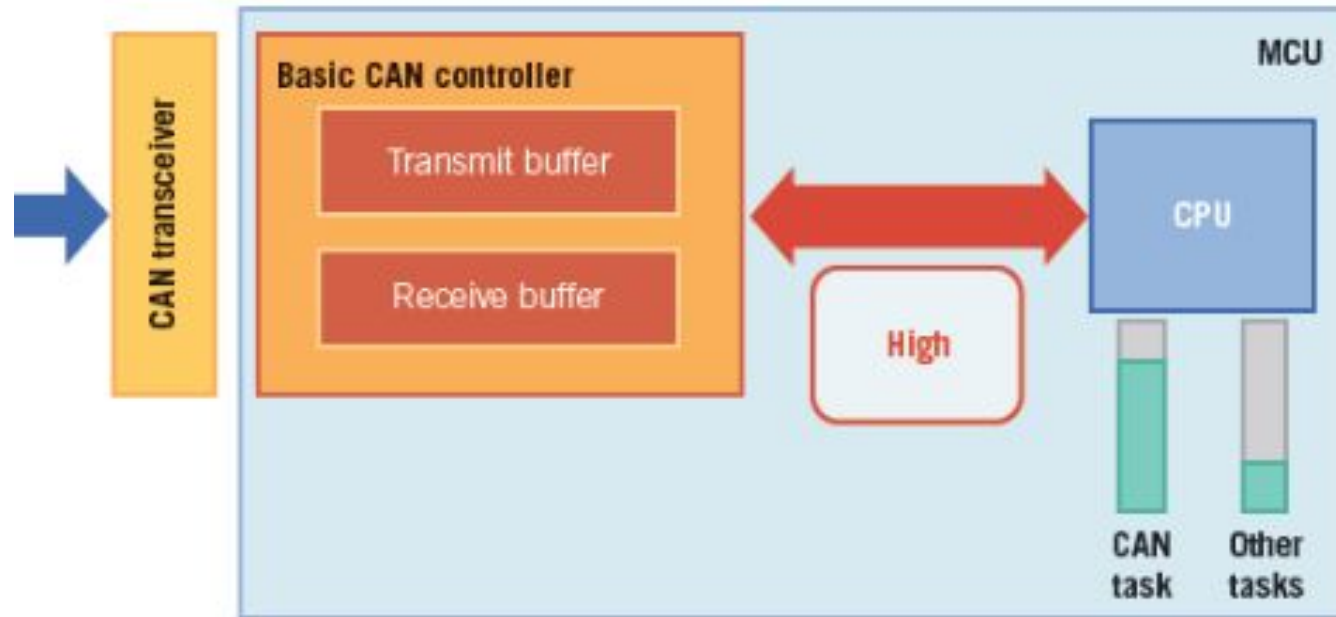 MCU
Basic CAN controller
CAN transceiver
Transmit buffer
Receive buffer
CPU
High
CAN
task
Other
tasks